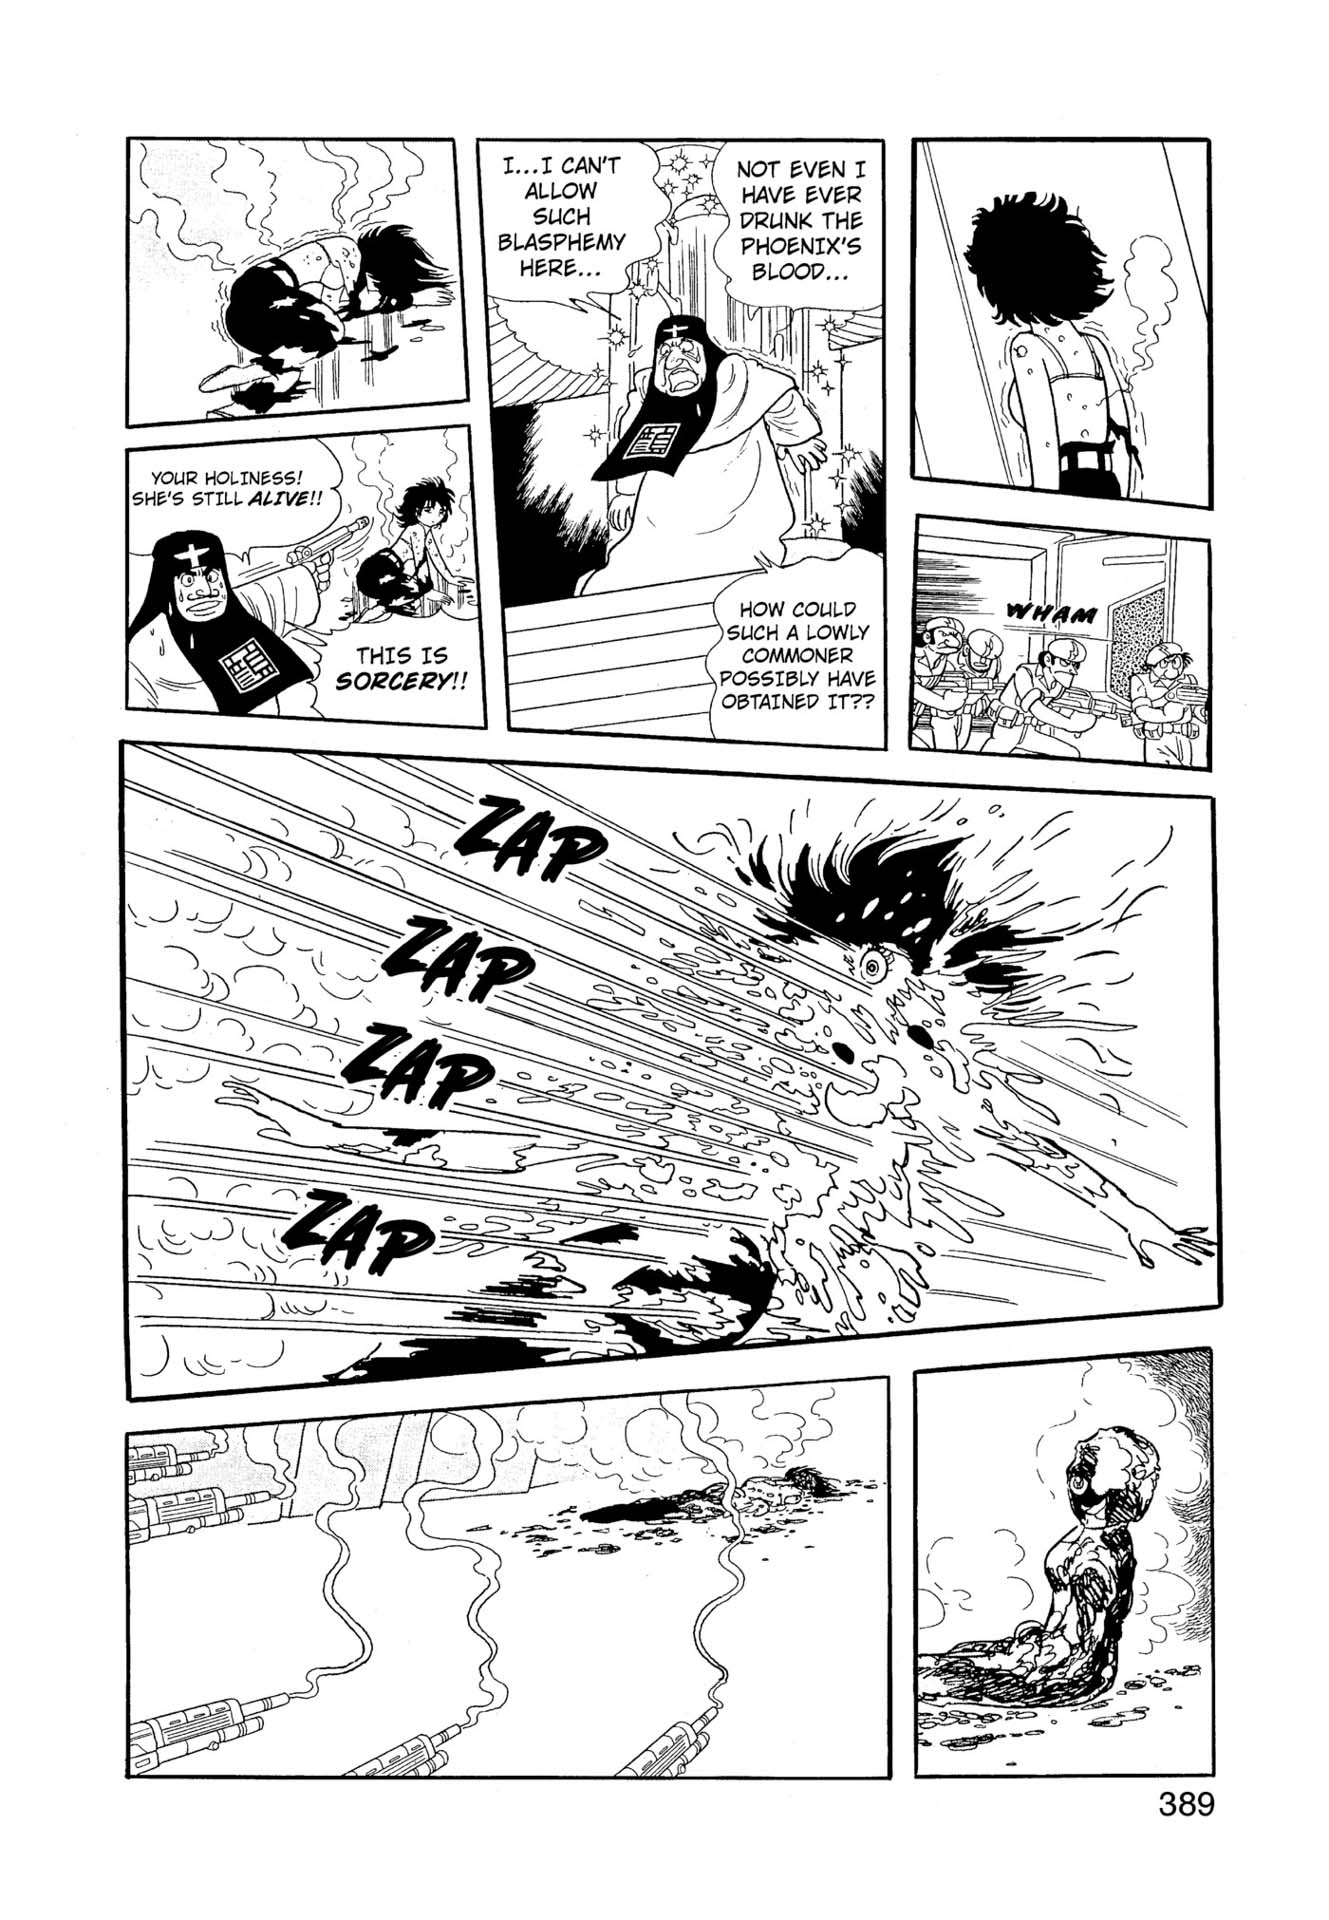 YOUR HOLINESS!
SHE'S STILL ALIVE!!
THIS IS
SORCERY!!
I...I CAN'T
ALLOW
SUCH
BLASPHEMY
HERE...
NOT EVEN I
HAVE EVER
DRUNK THE
PHOENIX'S
BLOOD...
HOW COULD
SUCH A LOWLY
COMMONER
POSSIBLY HAVE
OBTAINED IT??
WHAM
ZAP
ZAP
ZAP
ZAP
389